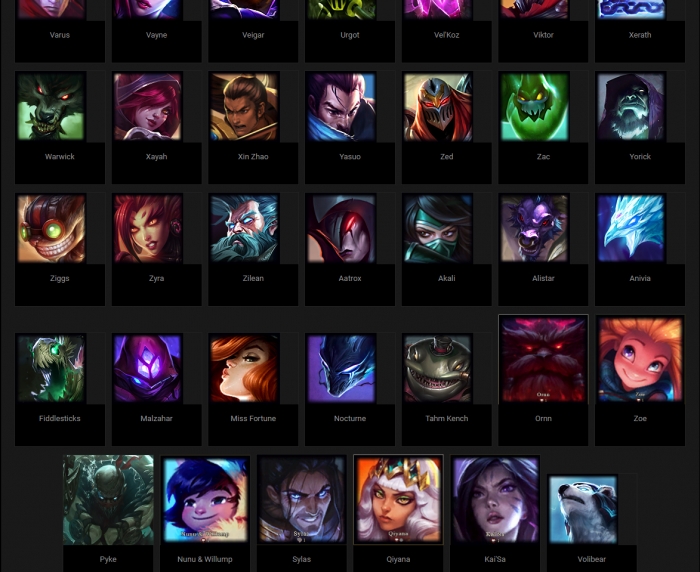 Varus Vayne Veigar Urgot Vel'Koz Viktor Xerath
Warwick Xayah Xin Zhao Yasuo Zed Zac Yorick
Ziggs Zyra Zilean Aatrox Akali Alistar Anivia
Ornn Zoe
Fiddlesticks Malzahar Miss Fortune Nocturne Tahm Kench Ornn Zoe
Nunu & Willump Sylas Qiyana Kai'Sa
Pyke Nunu & Willump Sylas Qiyana Kai'Sa Volibear